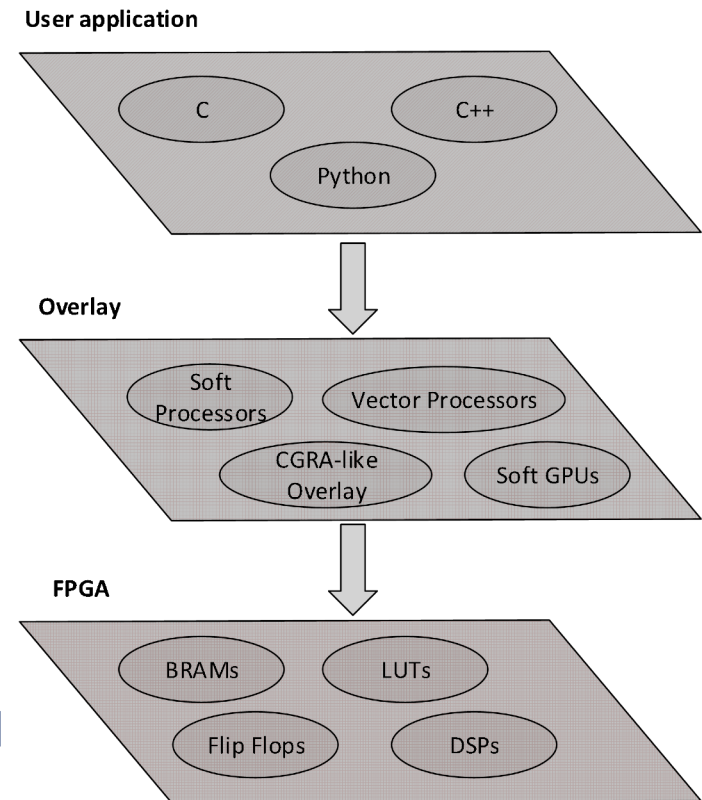 User application
C
C++
Python
Overlay
Soft
Processors
Vector Processors
CGRA-like
Overlay
Soft GPUs
FPGA
BRAMs
LUTs
Flip Flops
DSPs